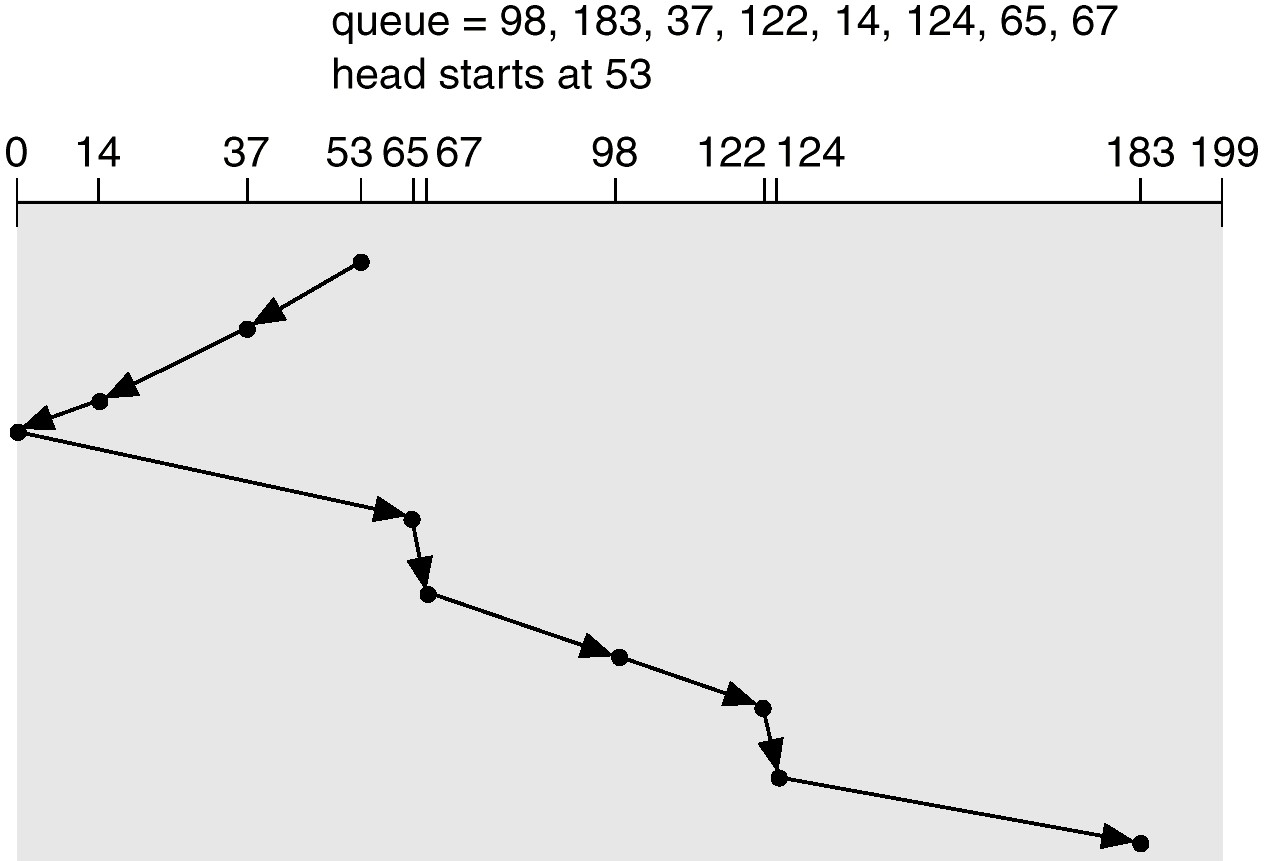 queue = 98, 183, 37, 122, 14, 124, 65, 67
head starts at 53
0 14 37 53 65 67 98 122 124 183 199